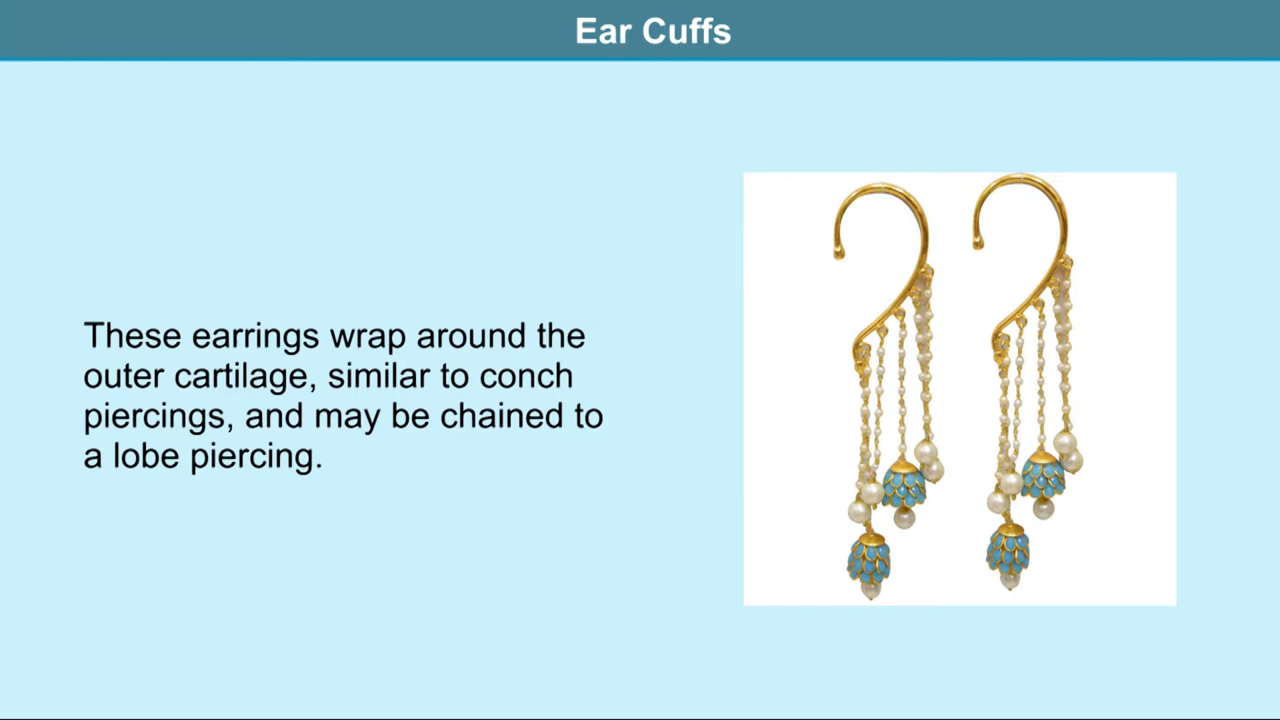 Ear Cuffs
These earrings wrap around the
outer cartilage, similar to conch
piercings, and may be chained to
a lobe piercing.